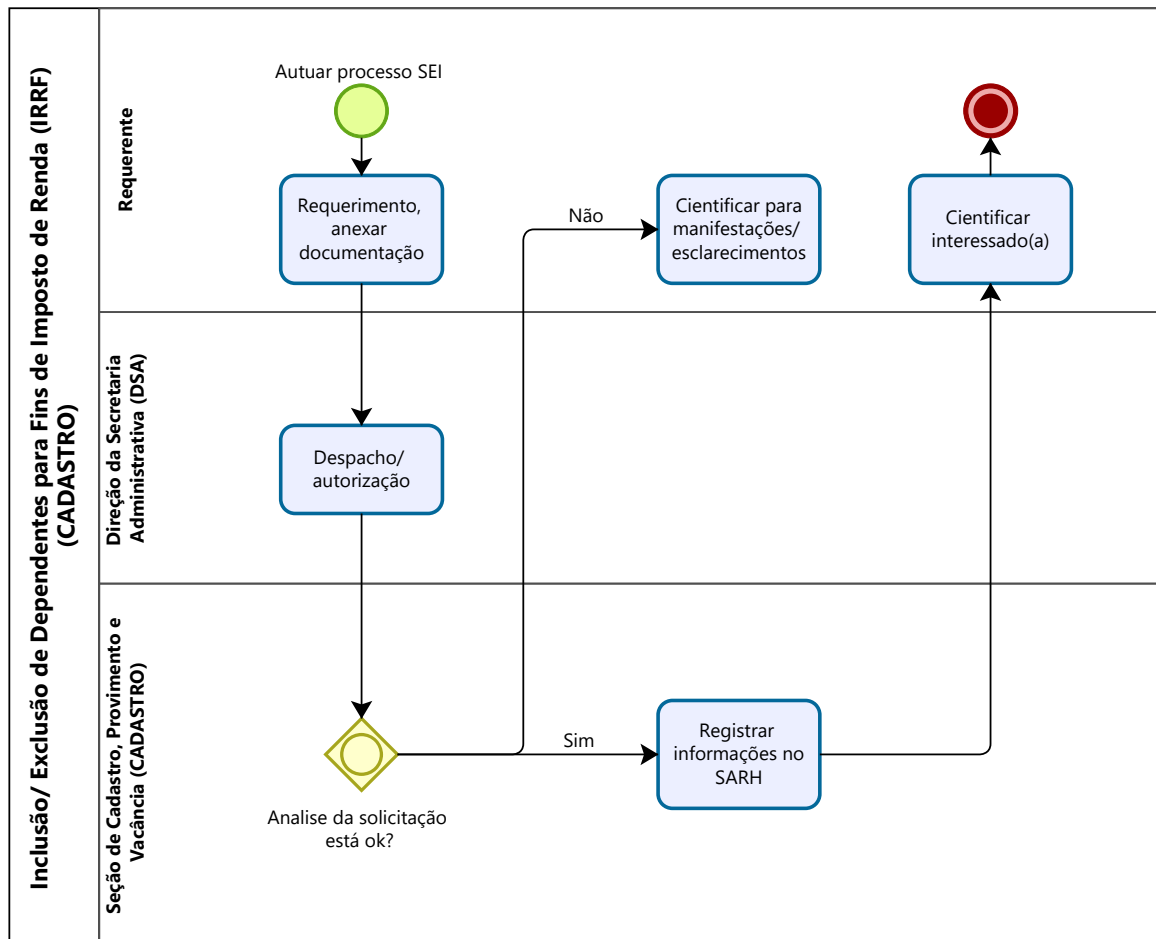 Inclusão/ Exclusão de Dependentes para Fins de Imposto de Renda (IRRF)
(CADASTRO)
Requerente
Autuar processo SEI
Requerimento,
anexar
documentação
Não
Cientificar para
manifestações/
esclarecimentos
Cientificar
interessado(a)
Direção da Secretaria
Administrativa (DSA)
Despacho/
autorização
Seção de Cadastro, Provimento e
Vacância (CADASTRO)
Analise da solicitação
está ok?
Sim
Registrar
informações no
SARH